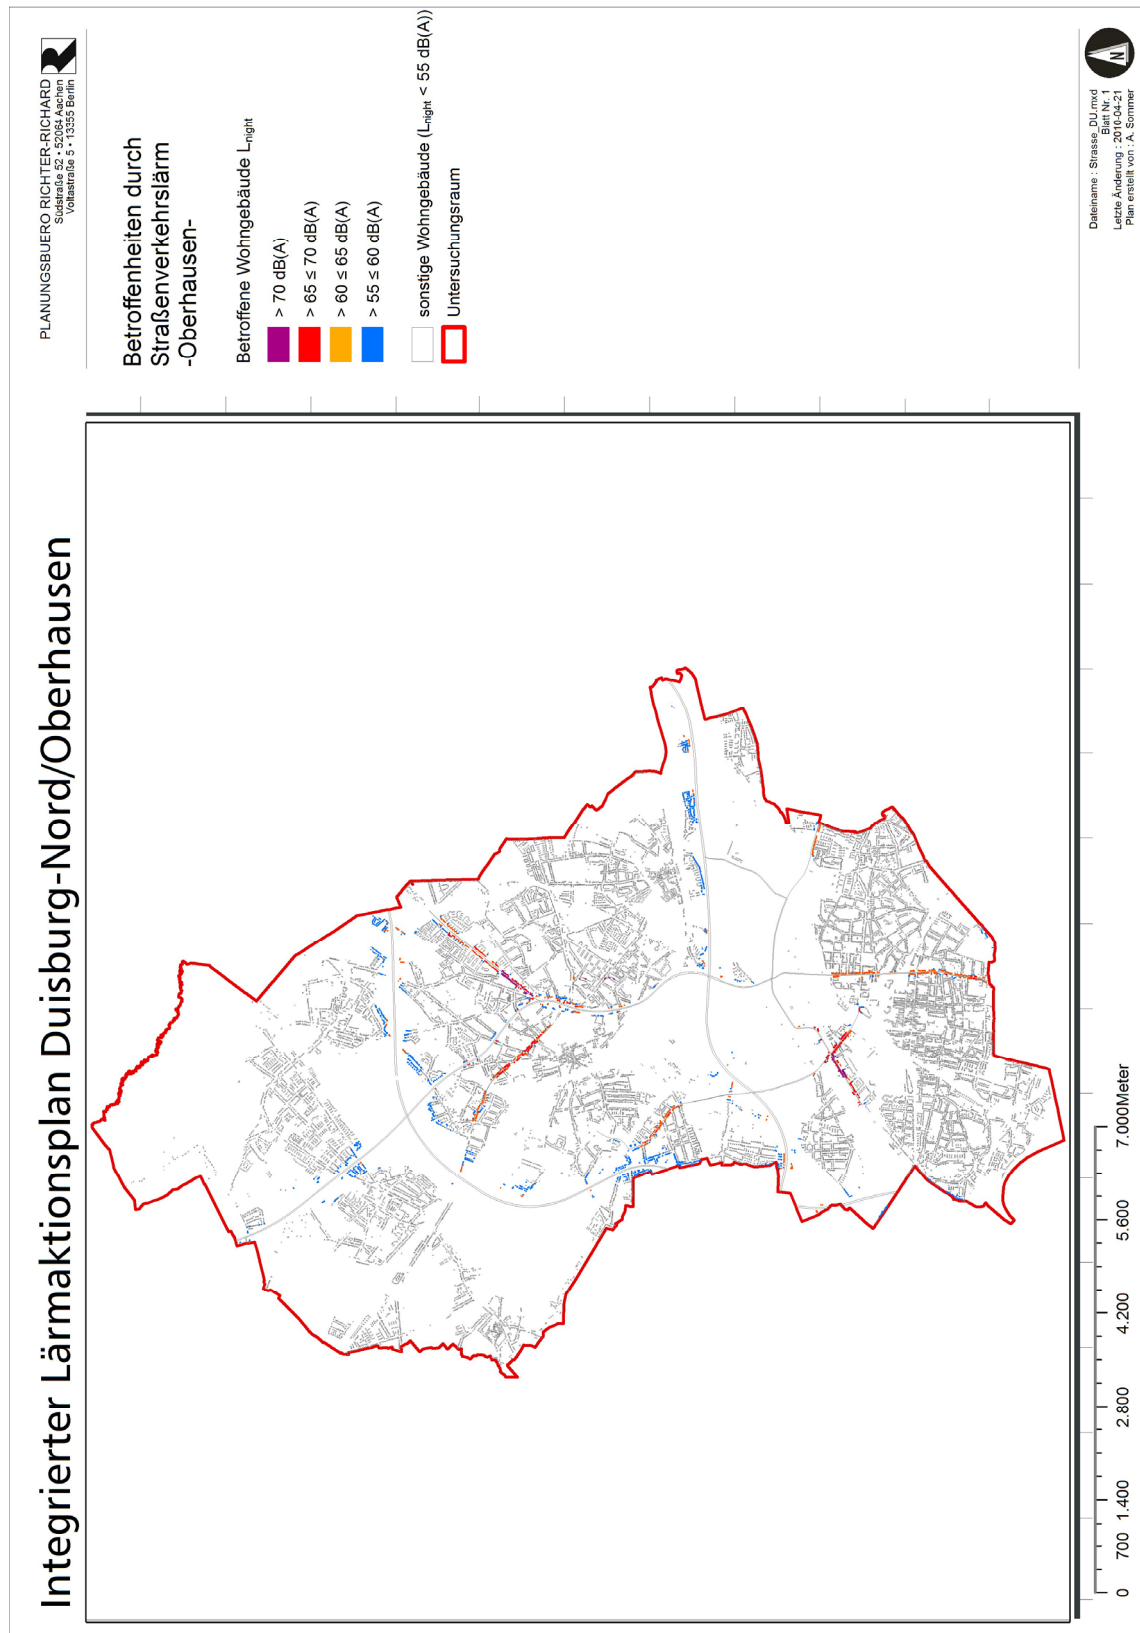 Integrierter Lärmaktionsplan Duisburg-Nord/Oberhausen
PLANUNGSBUERO RICHTER-RICHARD
Südstraße 52 • 52064 Aachen
Voltastraße 5 • 13355 Berlin
R
Betroffenheiten durch
Straßenverkehrslärm
-Oberhausen-
Betroffene Wohngebäude Lnight
> 70 dB(A)
> 65 ≤ 70 dB(A)
> 60 ≤ 65 dB(A)
> 55 ≤ 60 dB(A)
sonstige Wohngebäude (Lnight < 55 dB(A))
Untersuchungsraum
0 700 1.400 2.800 4.200 5.600 7.000Meter
Dateiname : Strasse_DU.mxd
Blatt Nr. 1
Letzte Änderung : 2010-04-21
Plan erstellt von : A. Sommer
N